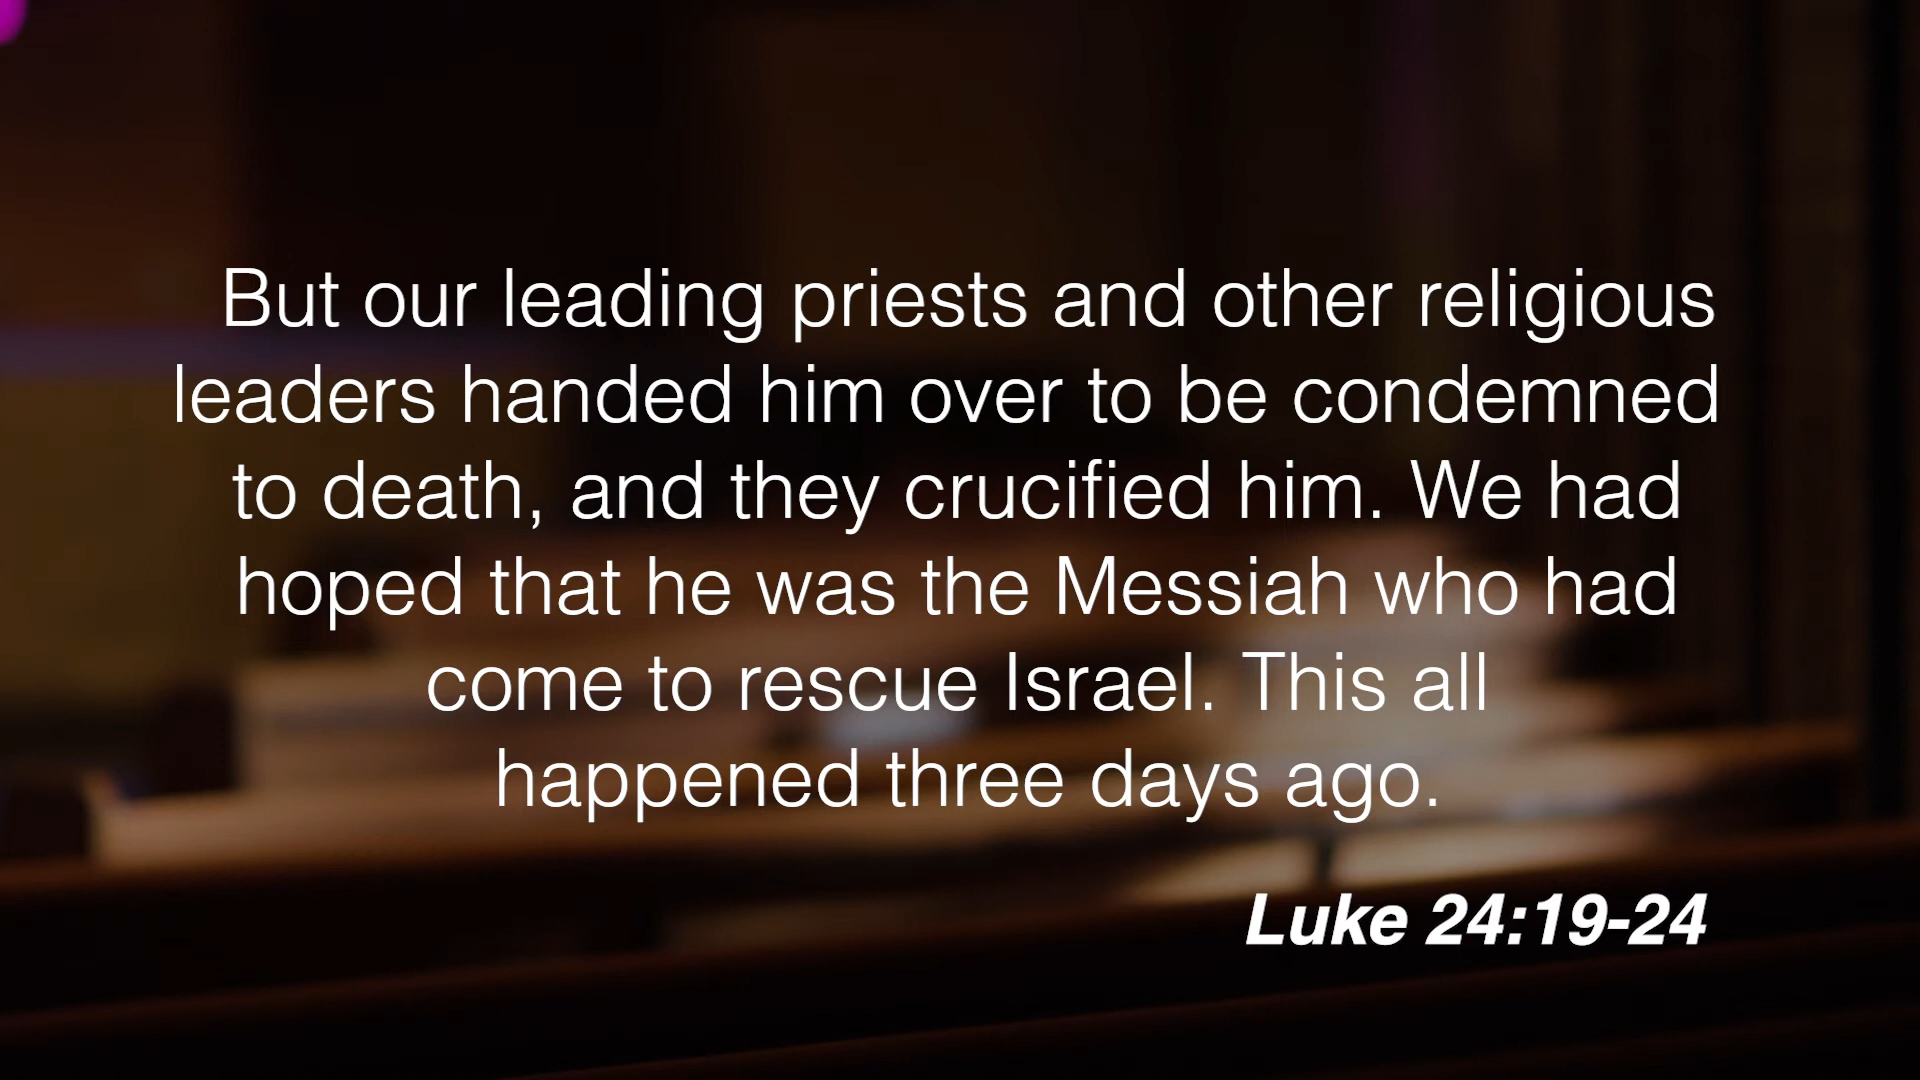 But our leading priests and other religious
leaders handed him over to be condemned
to death, and they crucified him. We had
hoped that he was the Messiah who had
come to rescue Israel. This all
happened three days ago.
Luke 24:19-24